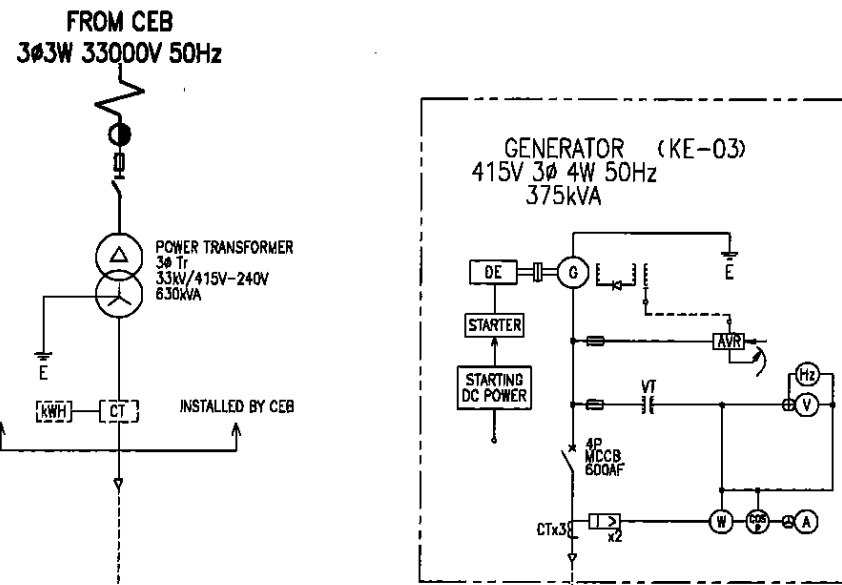 FROM CEB
3ø3W 33000V 50Hz
POWER TRANSFORMER
3ø Tr
33kV/415V-240V
630kVA
E
kWH
CT
INSTALLED BY CEB
GENERATOR (KE-03)
415V 3ø 4W 50Hz
375kVA
DE
G
E
STARTER
AVR
STARTING
DC POWER
VT
Hz
V
4P
MCCB
600AF
CTx3
>
x2
W
COS
A